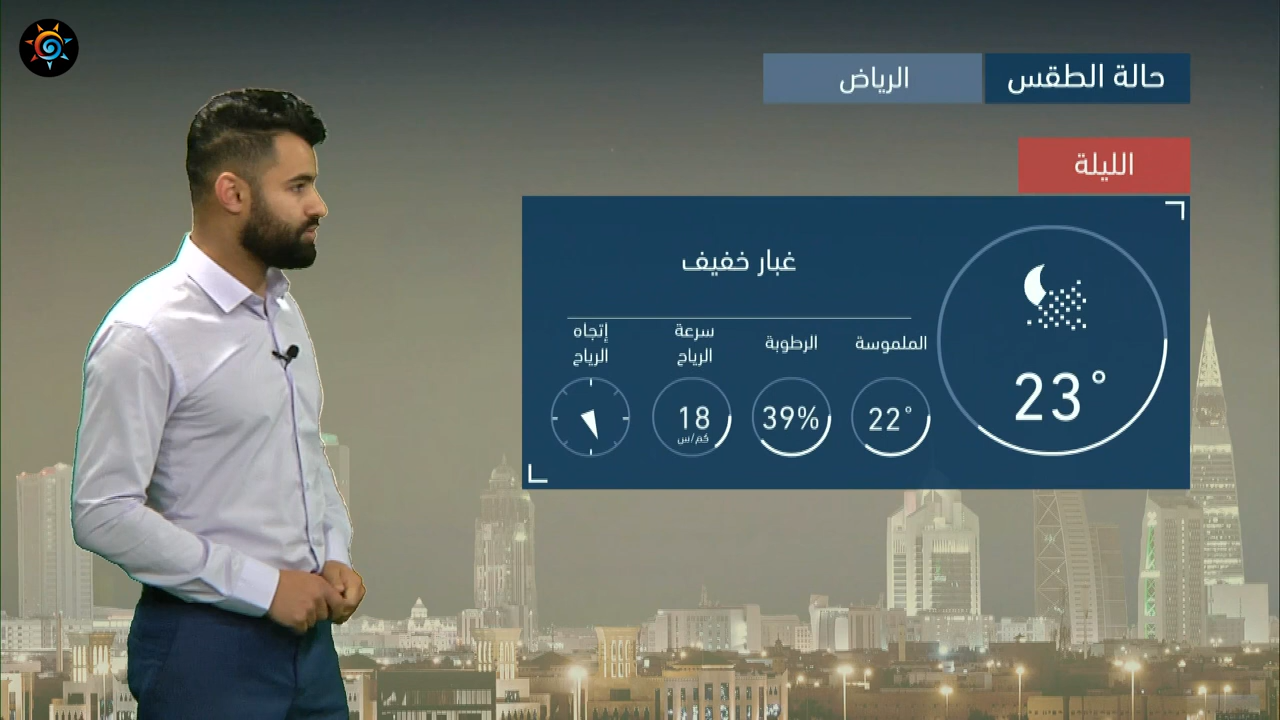 حالة الطقس
الرياض
الليلة
غبار خفيف
23°
الملموسة
22°
الرطوبة
39%
سرعة
الرياح
18
كم/س
إتجاه
الرياح